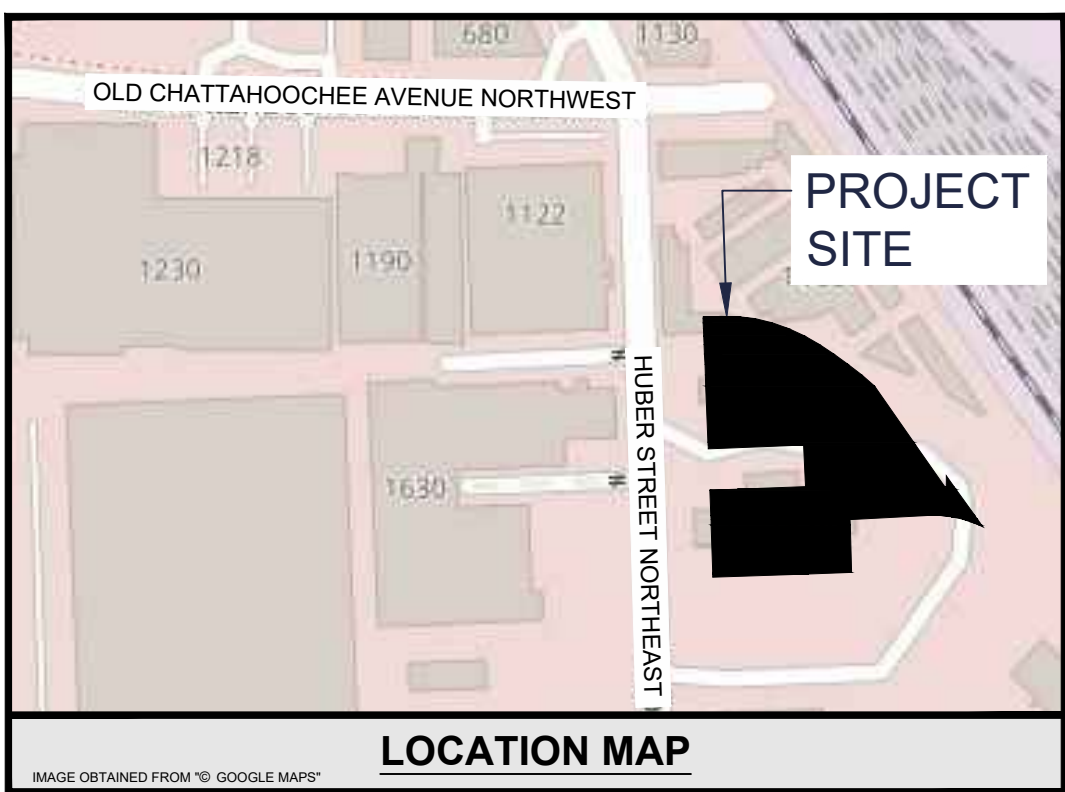 680
1130
OLD CHATTAHOOCHEE AVENUE NORTHWEST
1218
PROJECT
SITE
1122
1230
1190
HUBER STREET NORTHEAST
1630
LOCATION MAP
IMAGE OBTAINED FROM "© GOOGLE MAPS"